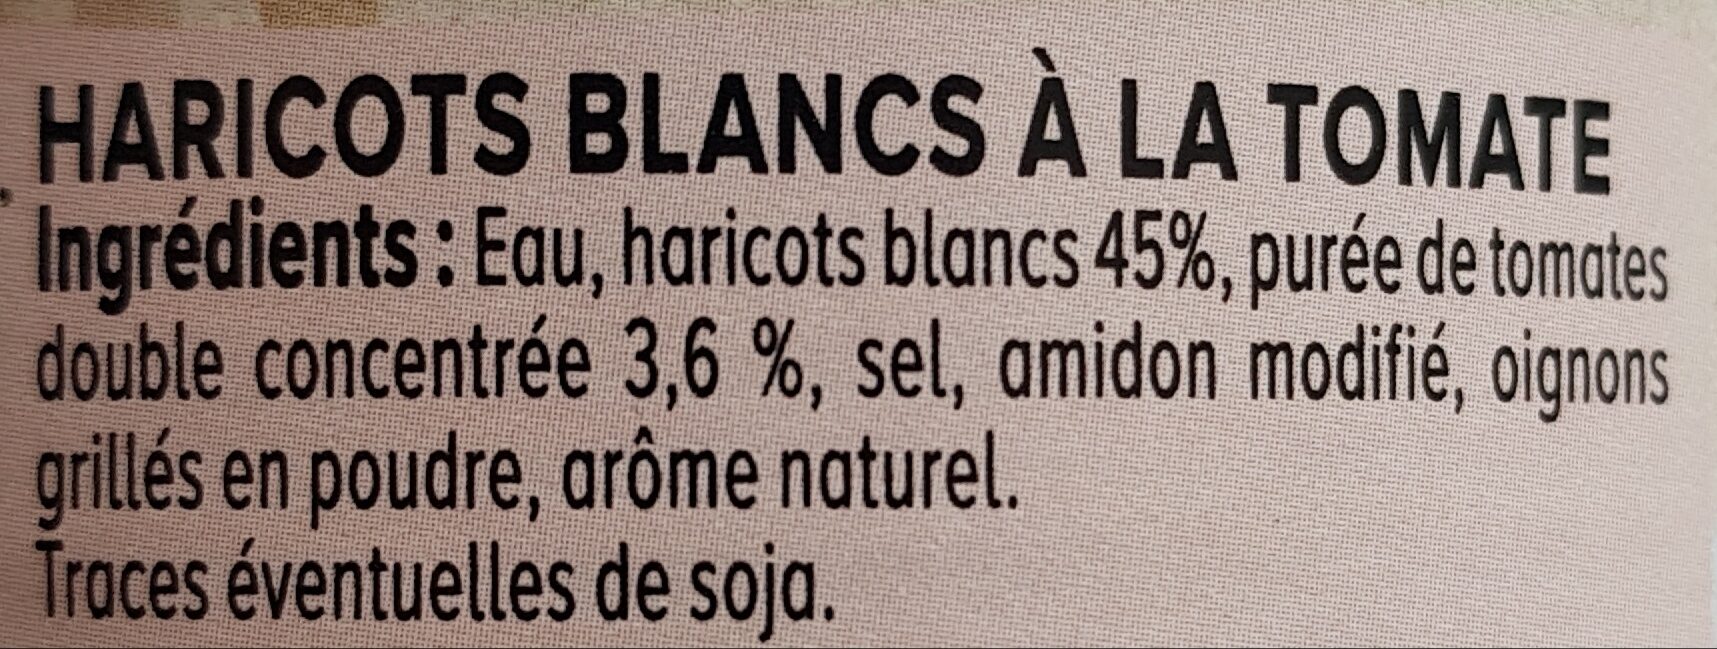 HARICOTS BLANCS À LA TOMATE
Ingrédients : Eau, haricots blancs 45%, purée de tomates
double concentrée 3,6 %, sel, amidon modifié, oignons
grillés en poudre, arôme naturel.
Traces éventuelles de soja.